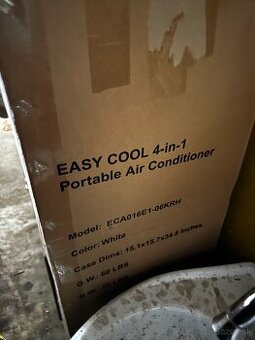 EASY COOL 4-in-1
Portable Air Conditioner
Model: ECA016E1-06KRH
Color: White
Case Dims: 15.1x15.7x34.9 Inches
G.W.: 60 LBS